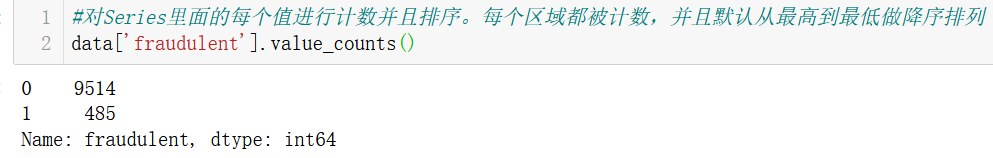 1 #对Series里面的每个值进行计数并且排序。每个区域都被计数，并且默认从最高到最低做降序排列
2 data['fraudulent'].value_counts()
0 9514
1 485
Name: fraudulent, dtype: int64